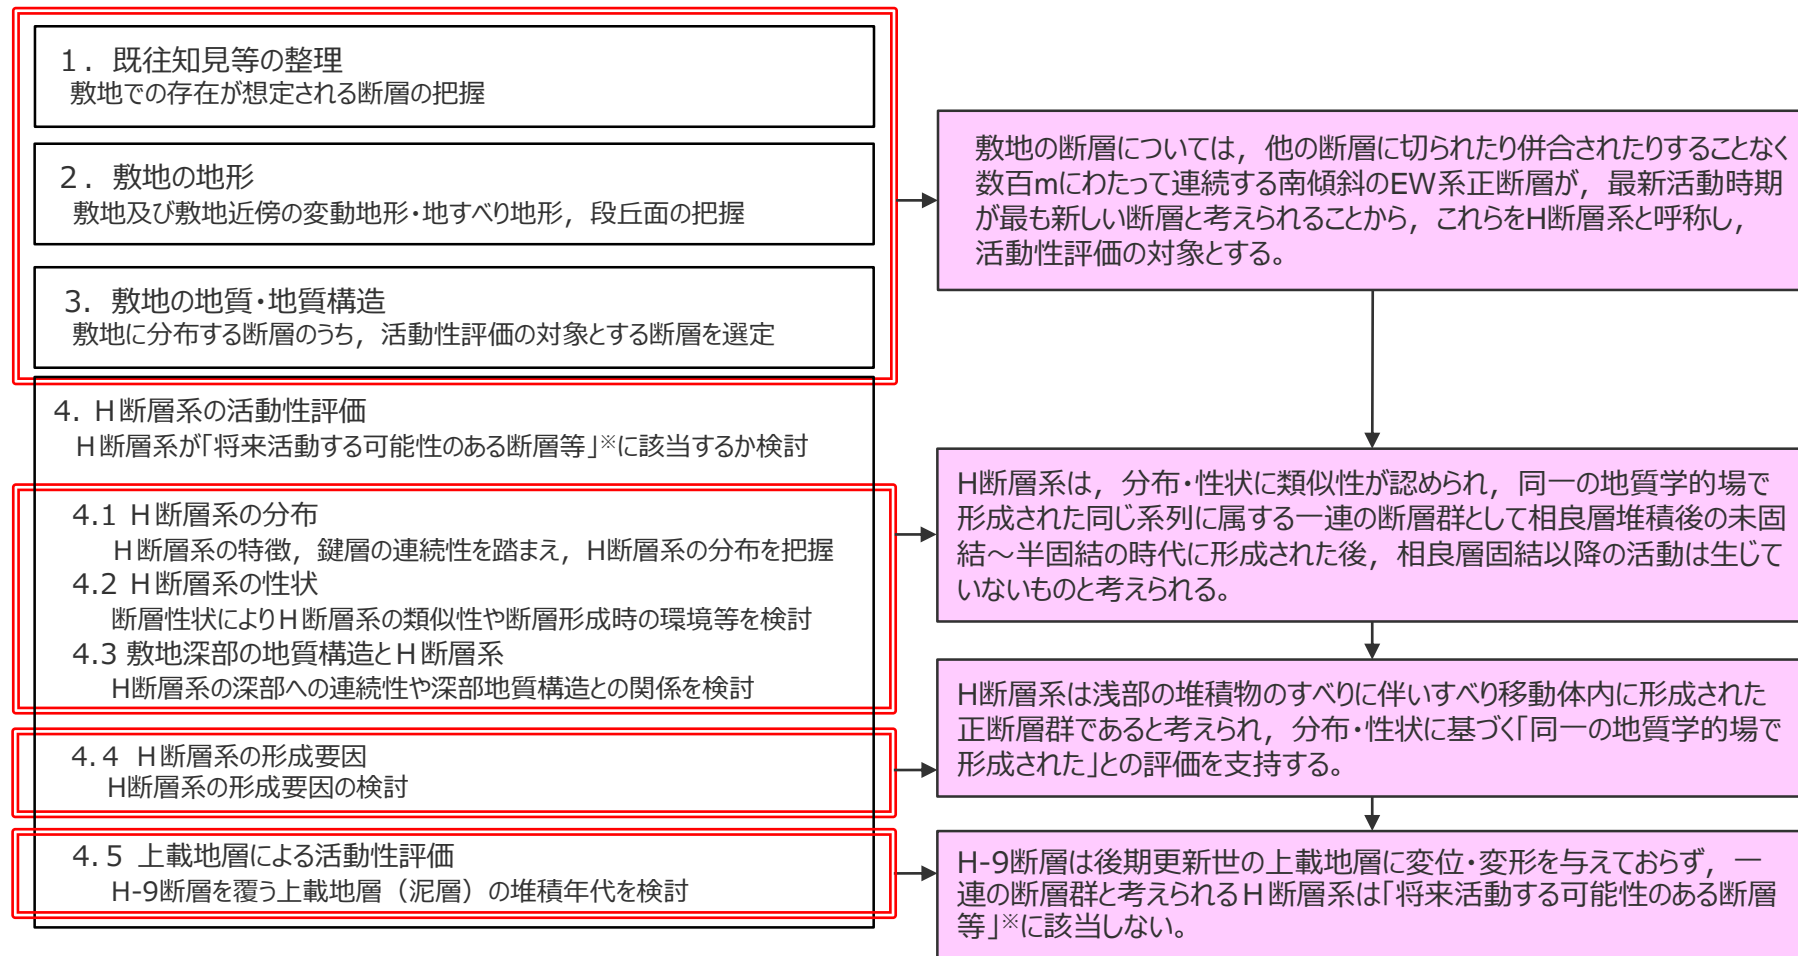 1．既往知見等の整理
敷地での存在が想定される断層の把握
2．敷地の地形
敷地及び敷地近傍の変動地形・地すべり地形，段丘面の把握
3．敷地の地質・地質構造
敷地に分布する断層のうち，活動性評価の対象とする断層を選定
敷地の断層については，他の断層に切られたり併合されたりすることなく
数百mにわたって連続する南傾斜のEW系正断層が，最新活動時期
が最も新しい断層と考えられることから，これらをH断層系と呼称し，
活動性評価の対象とする。
4．H断層系の活動性評価
H断層系が「将来活動する可能性のある断層等」※に該当するか検討
4.1 H断層系の分布
H断層系の特徴，鍵層の連続性を踏まえ，H断層系の分布を把握
4.2 H断層系の性状
断層性状によりH断層系の類似性や断層形成時の環境等を検討
4.3 敷地深部の地質構造とH断層系
H断層系の深部への連続性や深部地質構造との関係を検討
H断層系は，分布・性状に類似性が認められ，同一の地質学的場で
形成された同じ系列に属する一連の断層群として相良層堆積後の未固
結～半固結の時代に形成された後，相良層固結以降の活動は生じて
いないものと考えられる。
4.4 H断層系の形成要因
H断層系の形成要因の検討
H断層系は浅部の堆積物のすべりに伴いすべり移動体内に形成された
正断層群であると考えられ，分布・性状に基づく「同一の地質学的場で
形成された」との評価を支持する。
4.5 上載地層による活動性評価
H-9断層を覆う上載地層（泥層）の堆積年代を検討
H-9断層は後期更新世の上載地層に変位・変形を与えておらず，一
連の断層群と考えられるH断層系は「将来活動する可能性のある断層
等」※に該当しない。